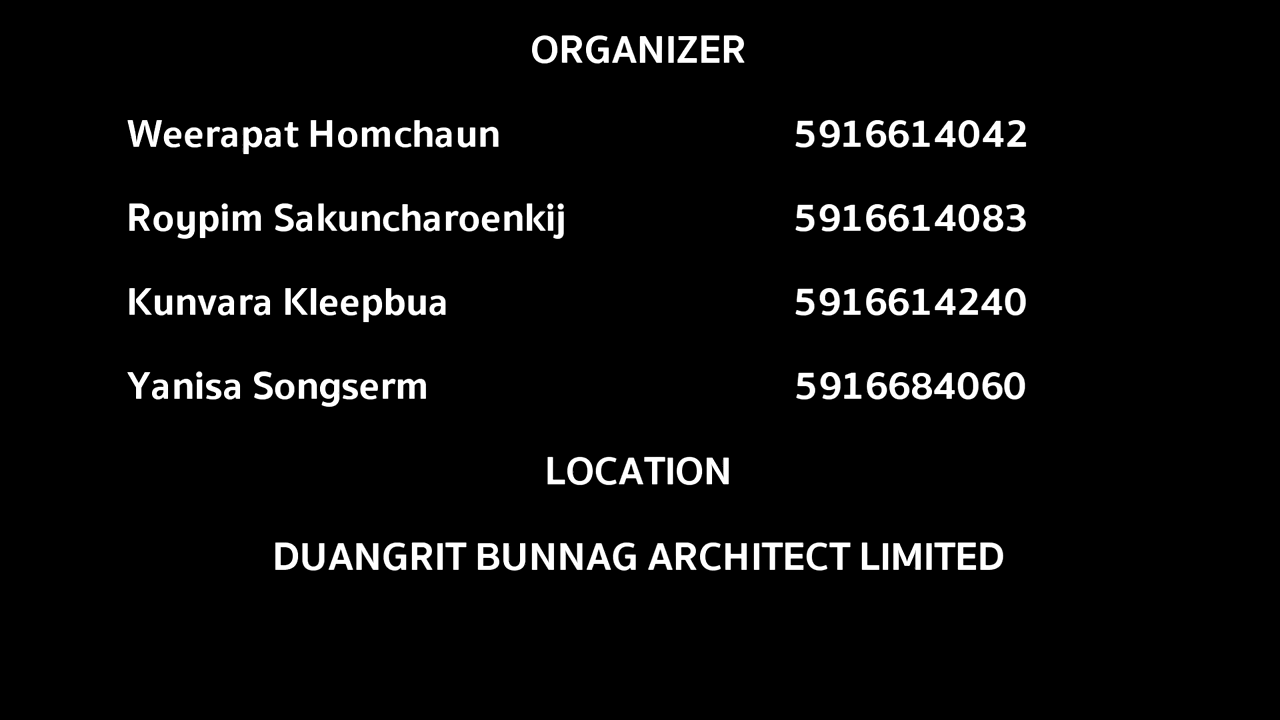 ORGANIZER
Weerapat Homchaun 5916614042
Roypim Sakuncharoenkij 5916614083
Kunvara Kleepbua 5916614240
Yanisa Songserm 5916684060
LOCATION
DUANGRIT BUNNAG ARCHITECT LIMITED